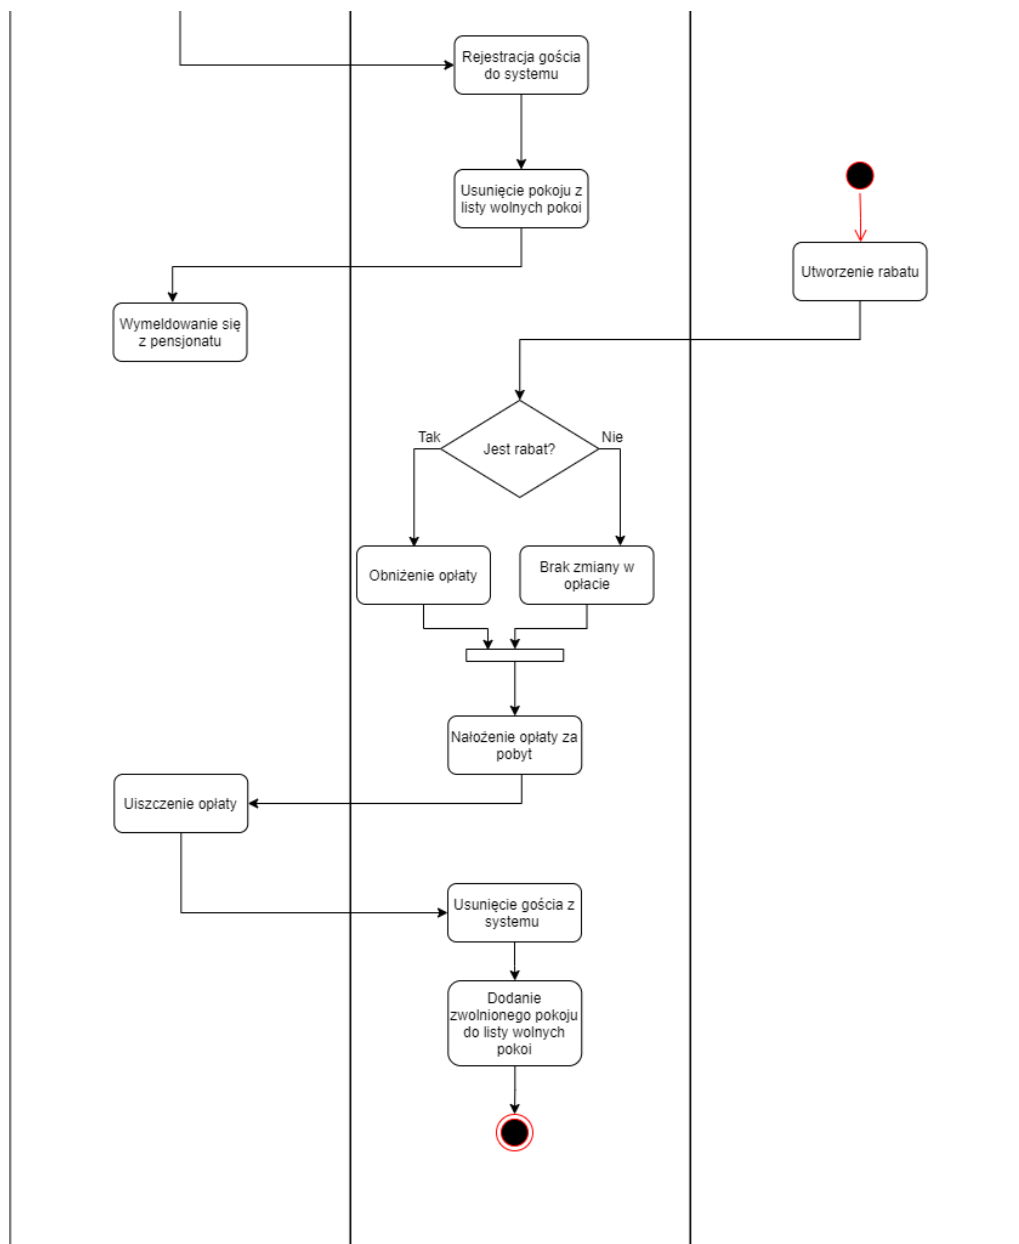 Rejestracja gościa
do systemu
Usunięcie pokoju z
listy wolnych pokoi
Utworzenie rabatu
Wymeldowanie się
z pensjonatu
Tak
Jest rabat?
Nie
Obniżenie opłaty
Brak zmiany w
opłacie
Nałożenie opłaty za
pobyt
Uiszczenie opłaty
Usunięcie gościa z
systemu
Dodanie
zwolnionego pokoju
do listy wolnych
pokoi